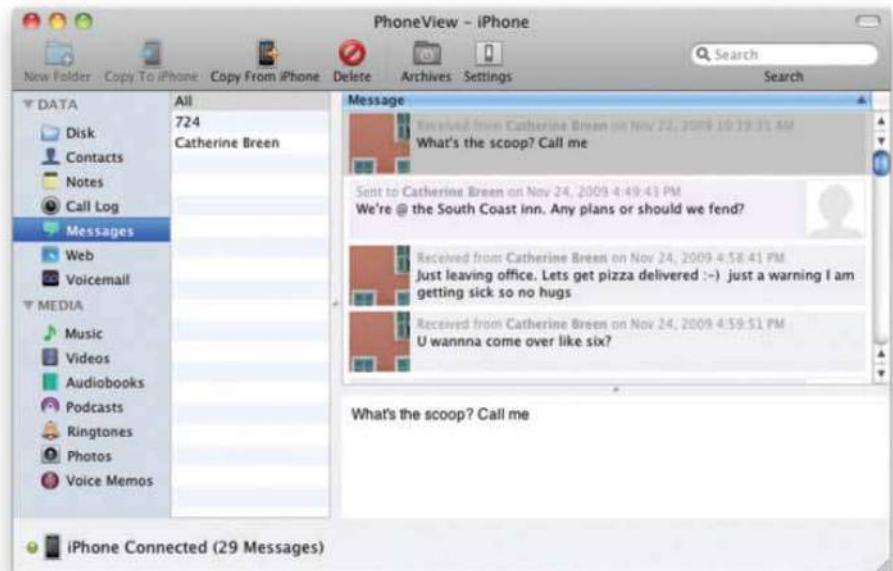 PhoneView – iPhone
New Folder Copy To iPhone Copy From iPhone Delete Archives Settings Search
Search
DATA
Disk
Contacts
Notes
Call Log
Messages
Web
Voicemail
MEDIA
Music
Videos
Audiobooks
Podcasts
Ringtones
Photos
Voice Memos
All
724
Catherine Breen
Message
Received from Catherine Breen on Nov 22, 2009 10:19:31 AM
What's the scoop? Call me
Sent to Catherine Breen on Nov 24, 2009 4:49:43 PM
We're @ the South Coast inn. Any plans or should we fend?
Received from Catherine Breen on Nov 24, 2009 4:58:41 PM
Just leaving office. Lets get pizza delivered :-) just a warning I am
getting sick so no hugs
Received from Catherine Breen on Nov 24, 2009 4:59:51 PM
U wannna come over like six?
What's the scoop? Call me
iPhone Connected (29 Messages)